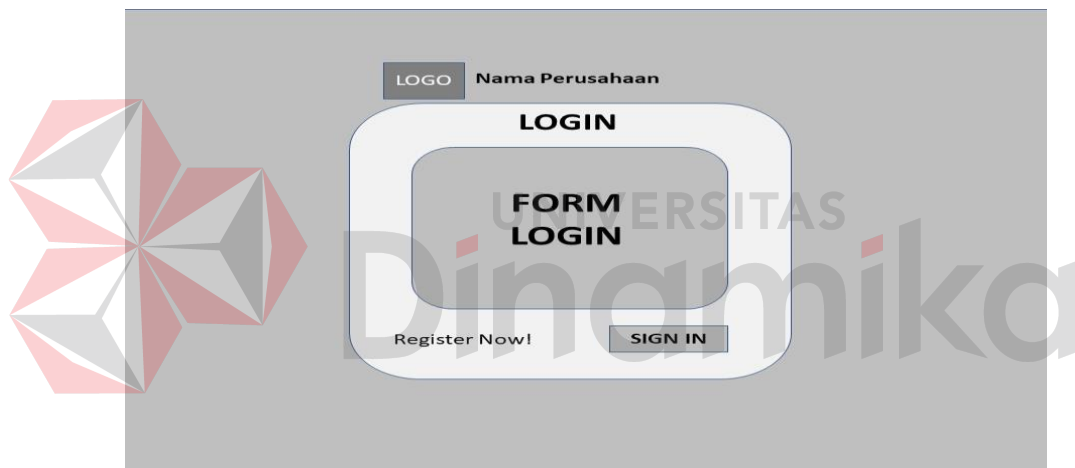 LOGO Nama Perusahaan
LOGIN
FORM
LOGIN
UNIVERSITAS
Dinamika
Register Now!
SIGN IN